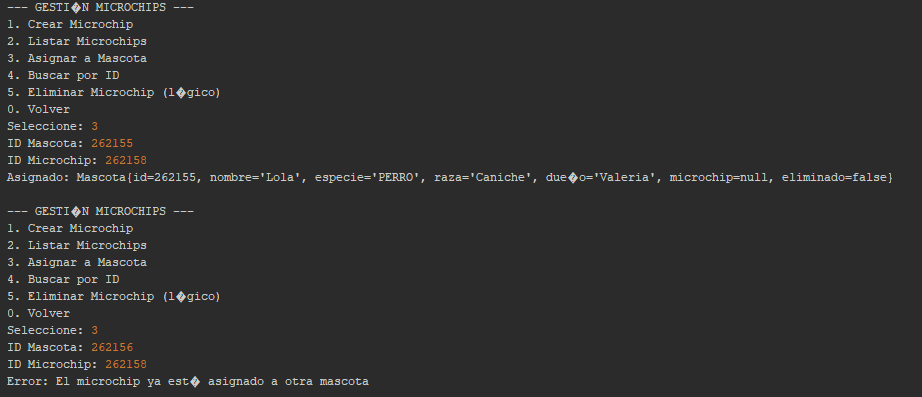 --- GESTI�N MICROCHIPS ---
1. Crear Microchip
2. Listar Microchips
3. Asignar a Mascota
4. Buscar por ID
5. Eliminar Microchip (l�gico)
0. Volver
Seleccione: 3
ID Mascota: 262155
ID Microchip: 262158
Asignado: Mascota{id=262155, nombre='Lola', especie='PERRO', raza='Caniche', due�o='Valeria', microchip=null, eliminado=false}
--- GESTI�N MICROCHIPS ---
1. Crear Microchip
2. Listar Microchips
3. Asignar a Mascota
4. Buscar por ID
5. Eliminar Microchip (l�gico)
0. Volver
Seleccione: 3
ID Mascota: 262156
ID Microchip: 262158
Error: El microchip ya est� asignado a otra mascota